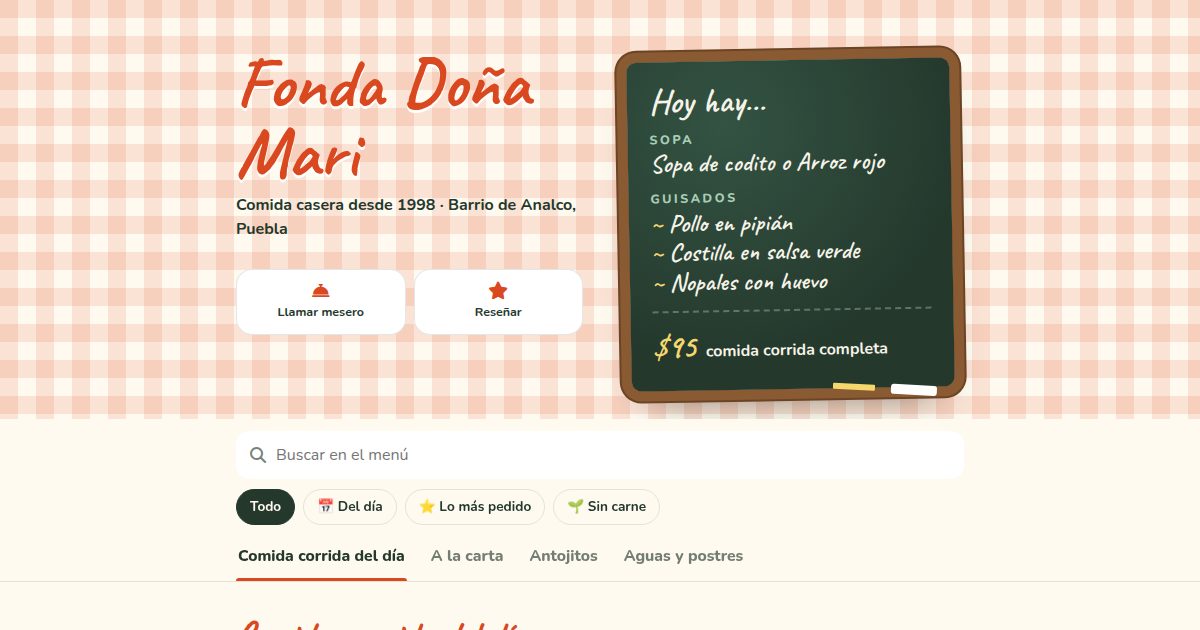 Fonda Doña
Mari
Comida casera desde 1998 · Barrio de Analco,
Puebla
Llamar mesero
Reseñar
Hoy hay...
SOPA
Sopa de codito o Arroz rojo
GUISADOS
~ Pollo en pipián
~ Costilla en salsa verde
~ Nopales con huevo
$95 comida corrida completa
Buscar en el menú
Todo
📅 Del día
⭐ Lo más pedido
🌱 Sin carne
Comida corrida del día
A la carta
Antojitos
Aguas y postres